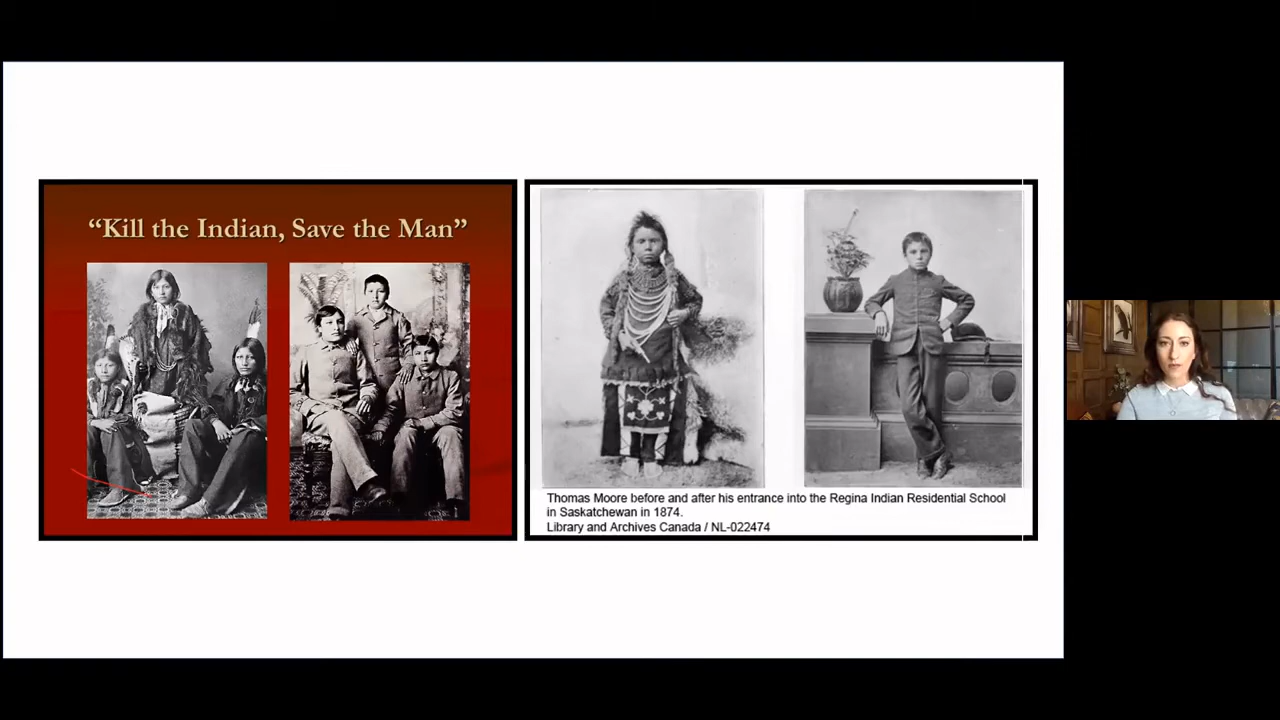 “Kill the Indian, Save the Man”
Thomas Moore before and after his entrance into the Regina Indian Residential School
in Saskatchewan in 1874.
Library and Archives Canada / NL-022474